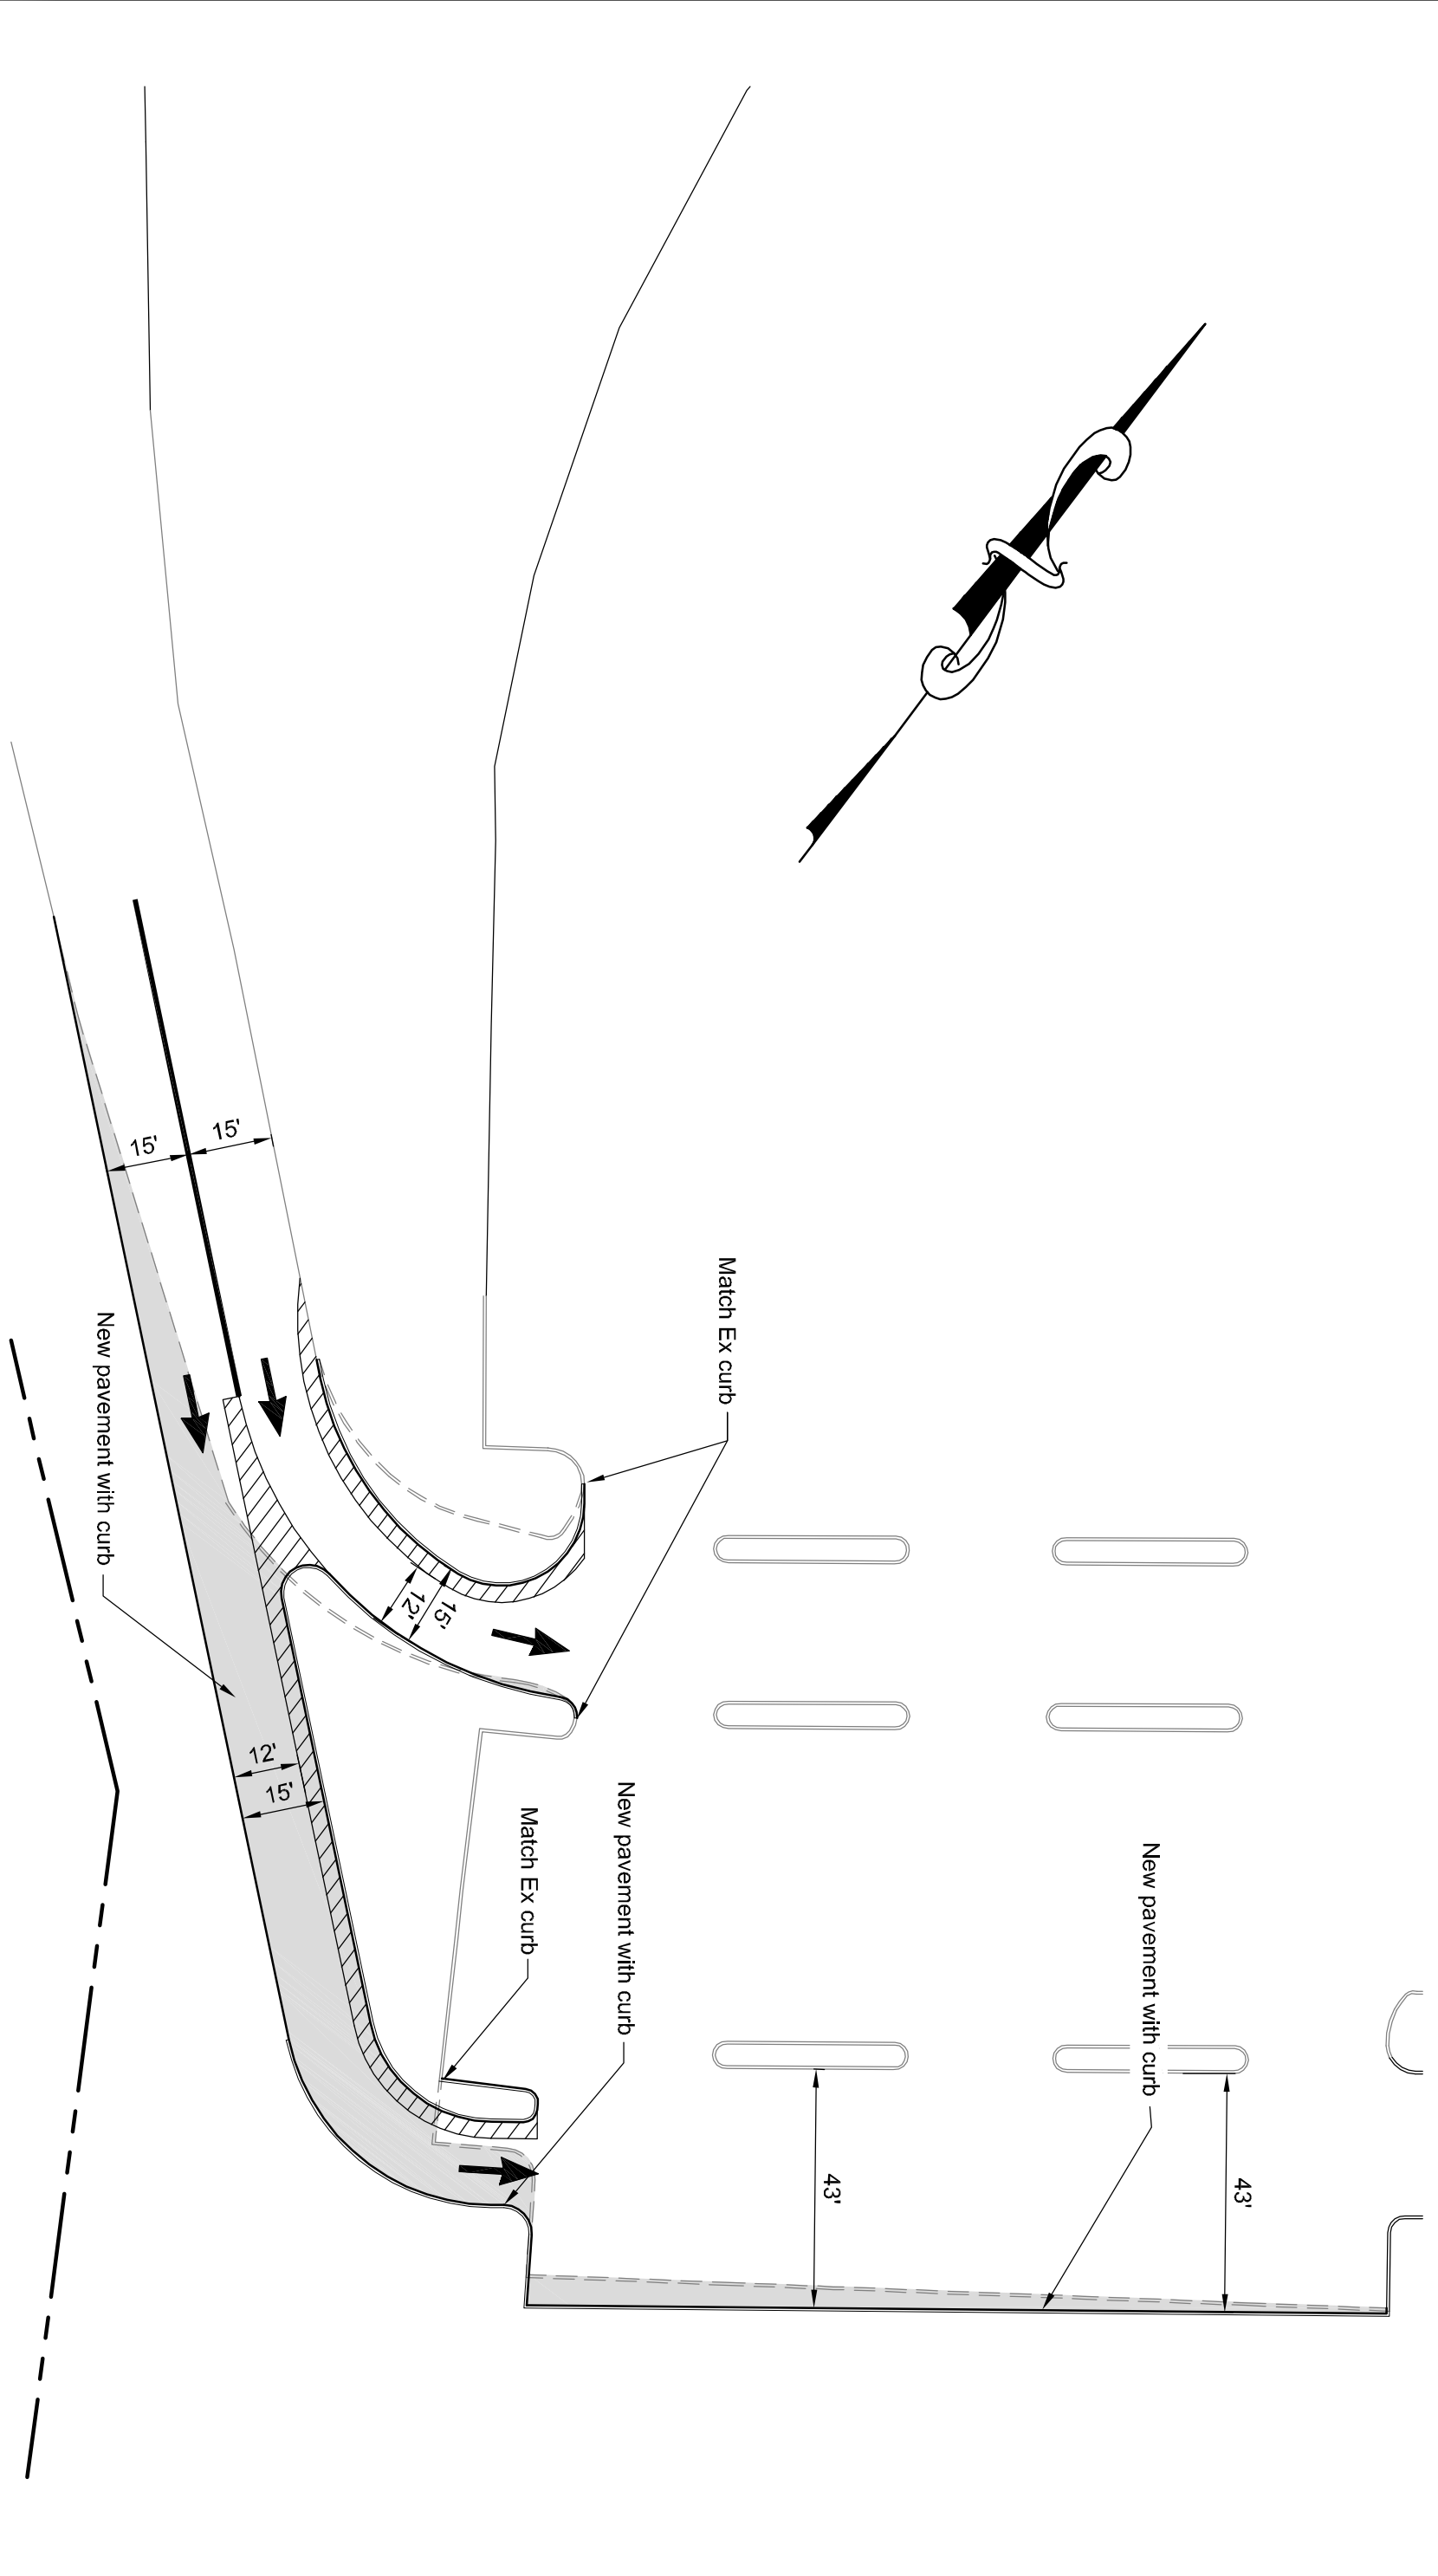 15'
15'
Match Ex curb
New pavement with curb
12'
15'
12'
15'
New pavement with curb
Match Ex curb
New pavement with curb
43'
43'